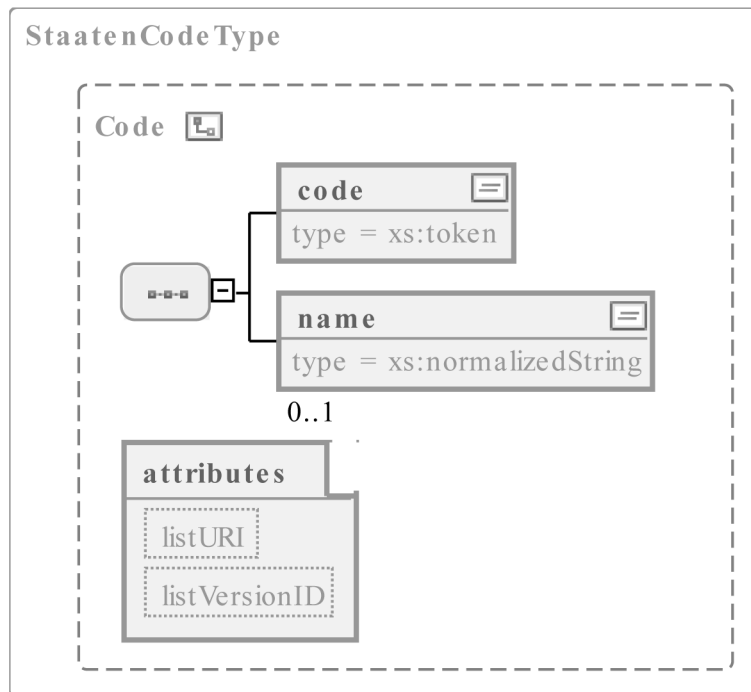 StaatenCodeType
Code
code
type = xs:token
name
type = xs:normalizedString
0..1
attributes
listURI
listVersionID